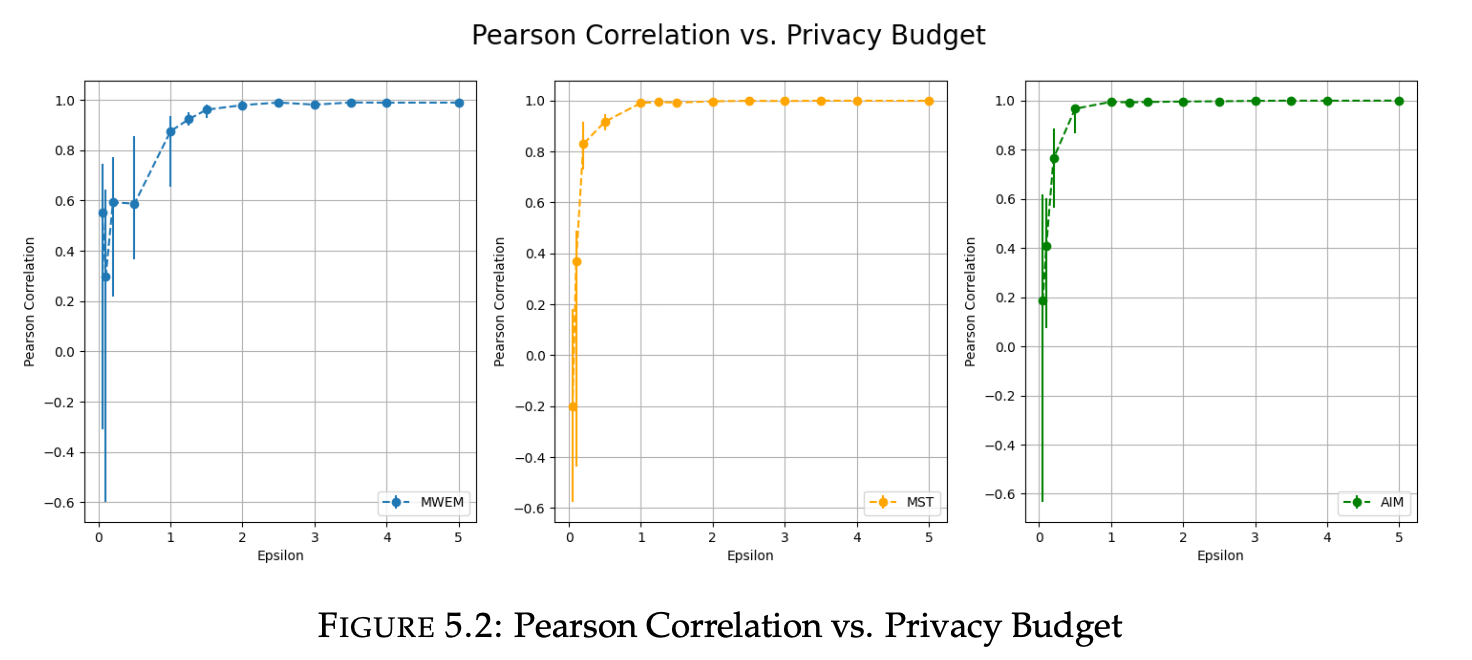 Pearson Correlation vs. Privacy Budget
Pearson Correlation
1.0
0.8
0.6
0.4
0.2
0.0
−0.2
−0.4
−0.6
0 1 2 3 4 5
Epsilon
MWEM
Pearson Correlation
1.0
0.8
0.6
0.4
0.2
0.0
−0.2
−0.4
−0.6
0 1 2 3 4 5
Epsilon
MST
Pearson Correlation
1.0
0.8
0.6
0.4
0.2
0.0
−0.2
−0.4
−0.6
0 1 2 3 4 5
Epsilon
AIM
FIGURE 5.2: Pearson Correlation vs. Privacy Budget